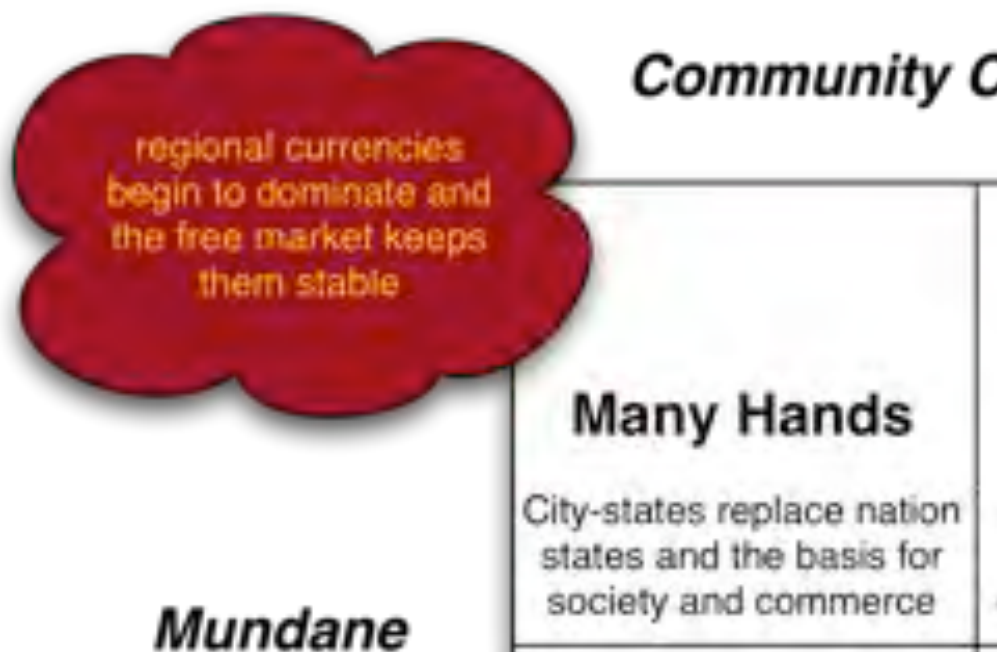 Community C
regional currencies
begin to dominate and
the free market keeps
them stable
Many Hands
City-states replace nation
states and the basis for
society and commerce
Mundane